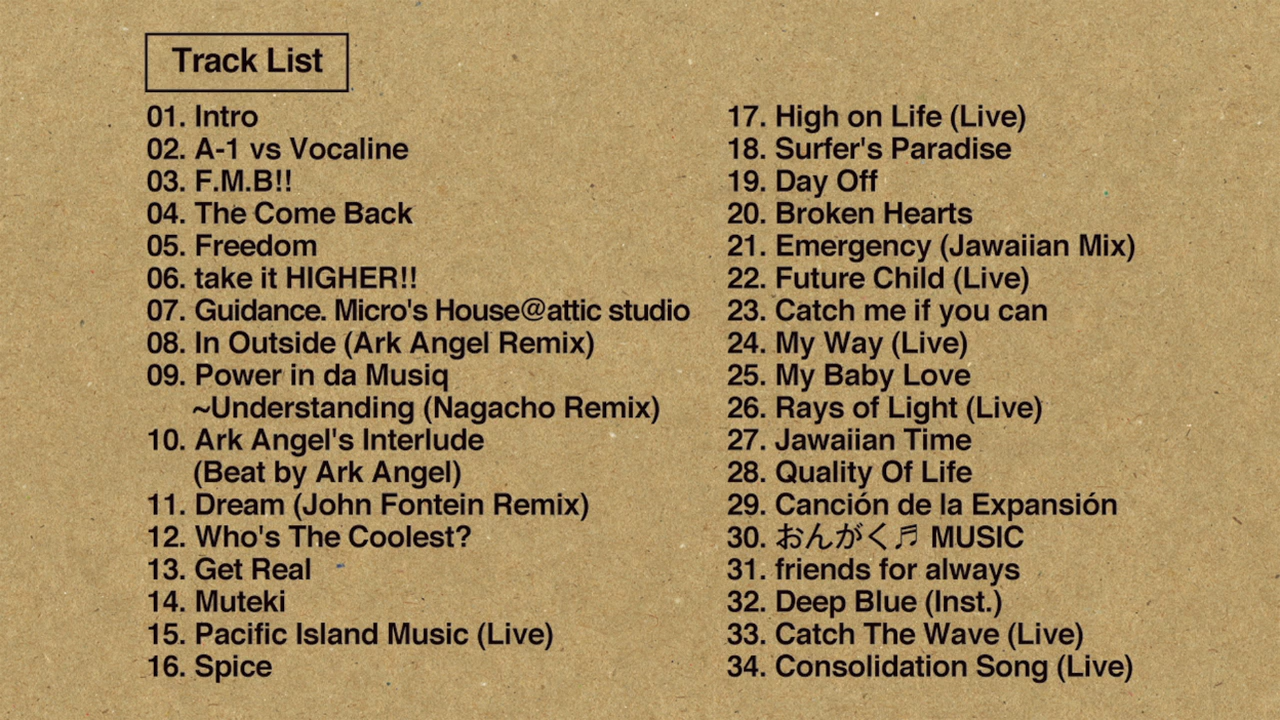 Track List
01. Intro
02. A-1 vs Vocaline
03. F.M.B!!
04. The Come Back
05. Freedom
06. take it HIGHER!!
07. Guidance. Micro's House@attic studio
08. In Outside (Ark Angel Remix)
09. Power in da Musiq
~Understanding (Nagacho Remix)
10. Ark Angel's Interlude
(Beat by Ark Angel)
11. Dream (John Fontein Remix)
12. Who's The Coolest?
13. Get Real
14. Muteki
15. Pacific Island Music (Live)
16. Spice
17. High on Life (Live)
18. Surfer's Paradise
19. Day Off
20. Broken Hearts
21. Emergency (Jawaiian Mix)
22. Future Child (Live)
23. Catch me if you can
24. My Way (Live)
25. My Baby Love
26. Rays of Light (Live)
27. Jawaiian Time
28. Quality Of Life
29. Canción de la Expansión
30. おんがく♬ MUSIC
31. friends for always
32. Deep Blue (Inst.)
33. Catch The Wave (Live)
34. Consolidation Song (Live)